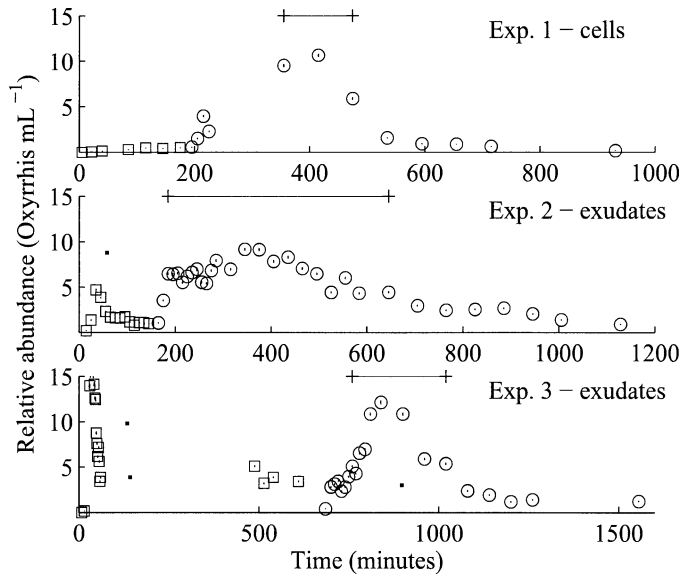 15
10
5
Exp. 1 − cells
0 200 400 600 800 1000
Relative abundance (Oxyrrhis mL⁻¹)
15
10
5
Exp. 2 − exudates
0 200 400 600 800 1000 1200
15
10
5
Exp. 3 − exudates
0 500 1000 1500
Time (minutes)